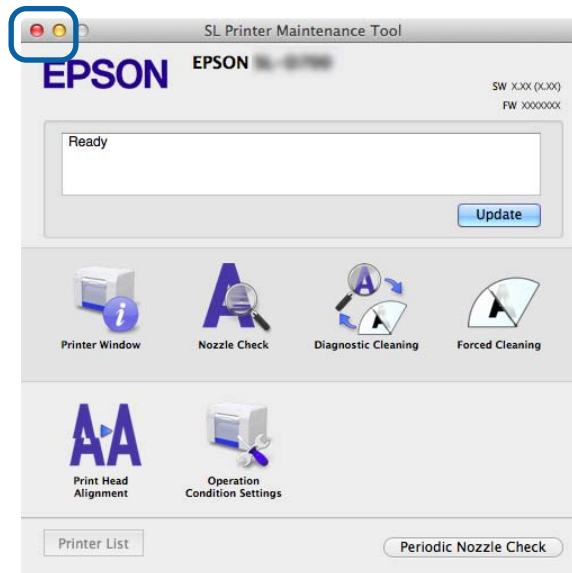 SL Printer Maintenance Tool
EPSON
EPSON
SW X.XX (X.XX)
FW XXXXXXX
Ready
Update
Printer Window
Nozzle Check
Diagnostic Cleaning
Forced Cleaning
Print Head
Alignment
Operation
Condition Settings
Printer List
Periodic Nozzle Check